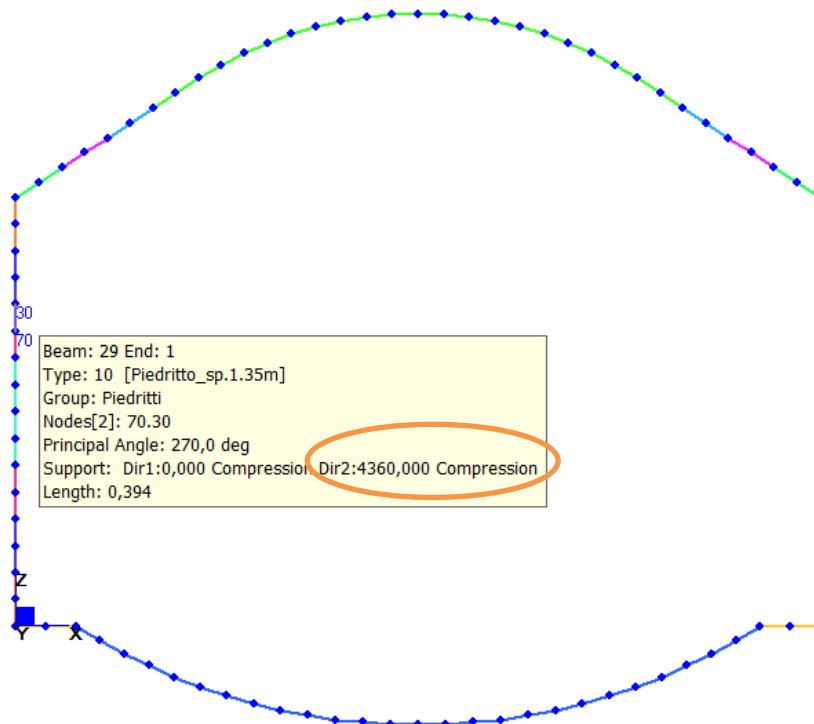 30
70
Beam: 29 End: 1
Type: 10 [Piedritto_sp.1.35m]
Group: Piedritti
Nodes[2]: 70.30
Principal Angle: 270,0 deg
Support: Dir1:0,000 Compression Dir2:4360,000 Compression
Length: 0,394
Z
Y X